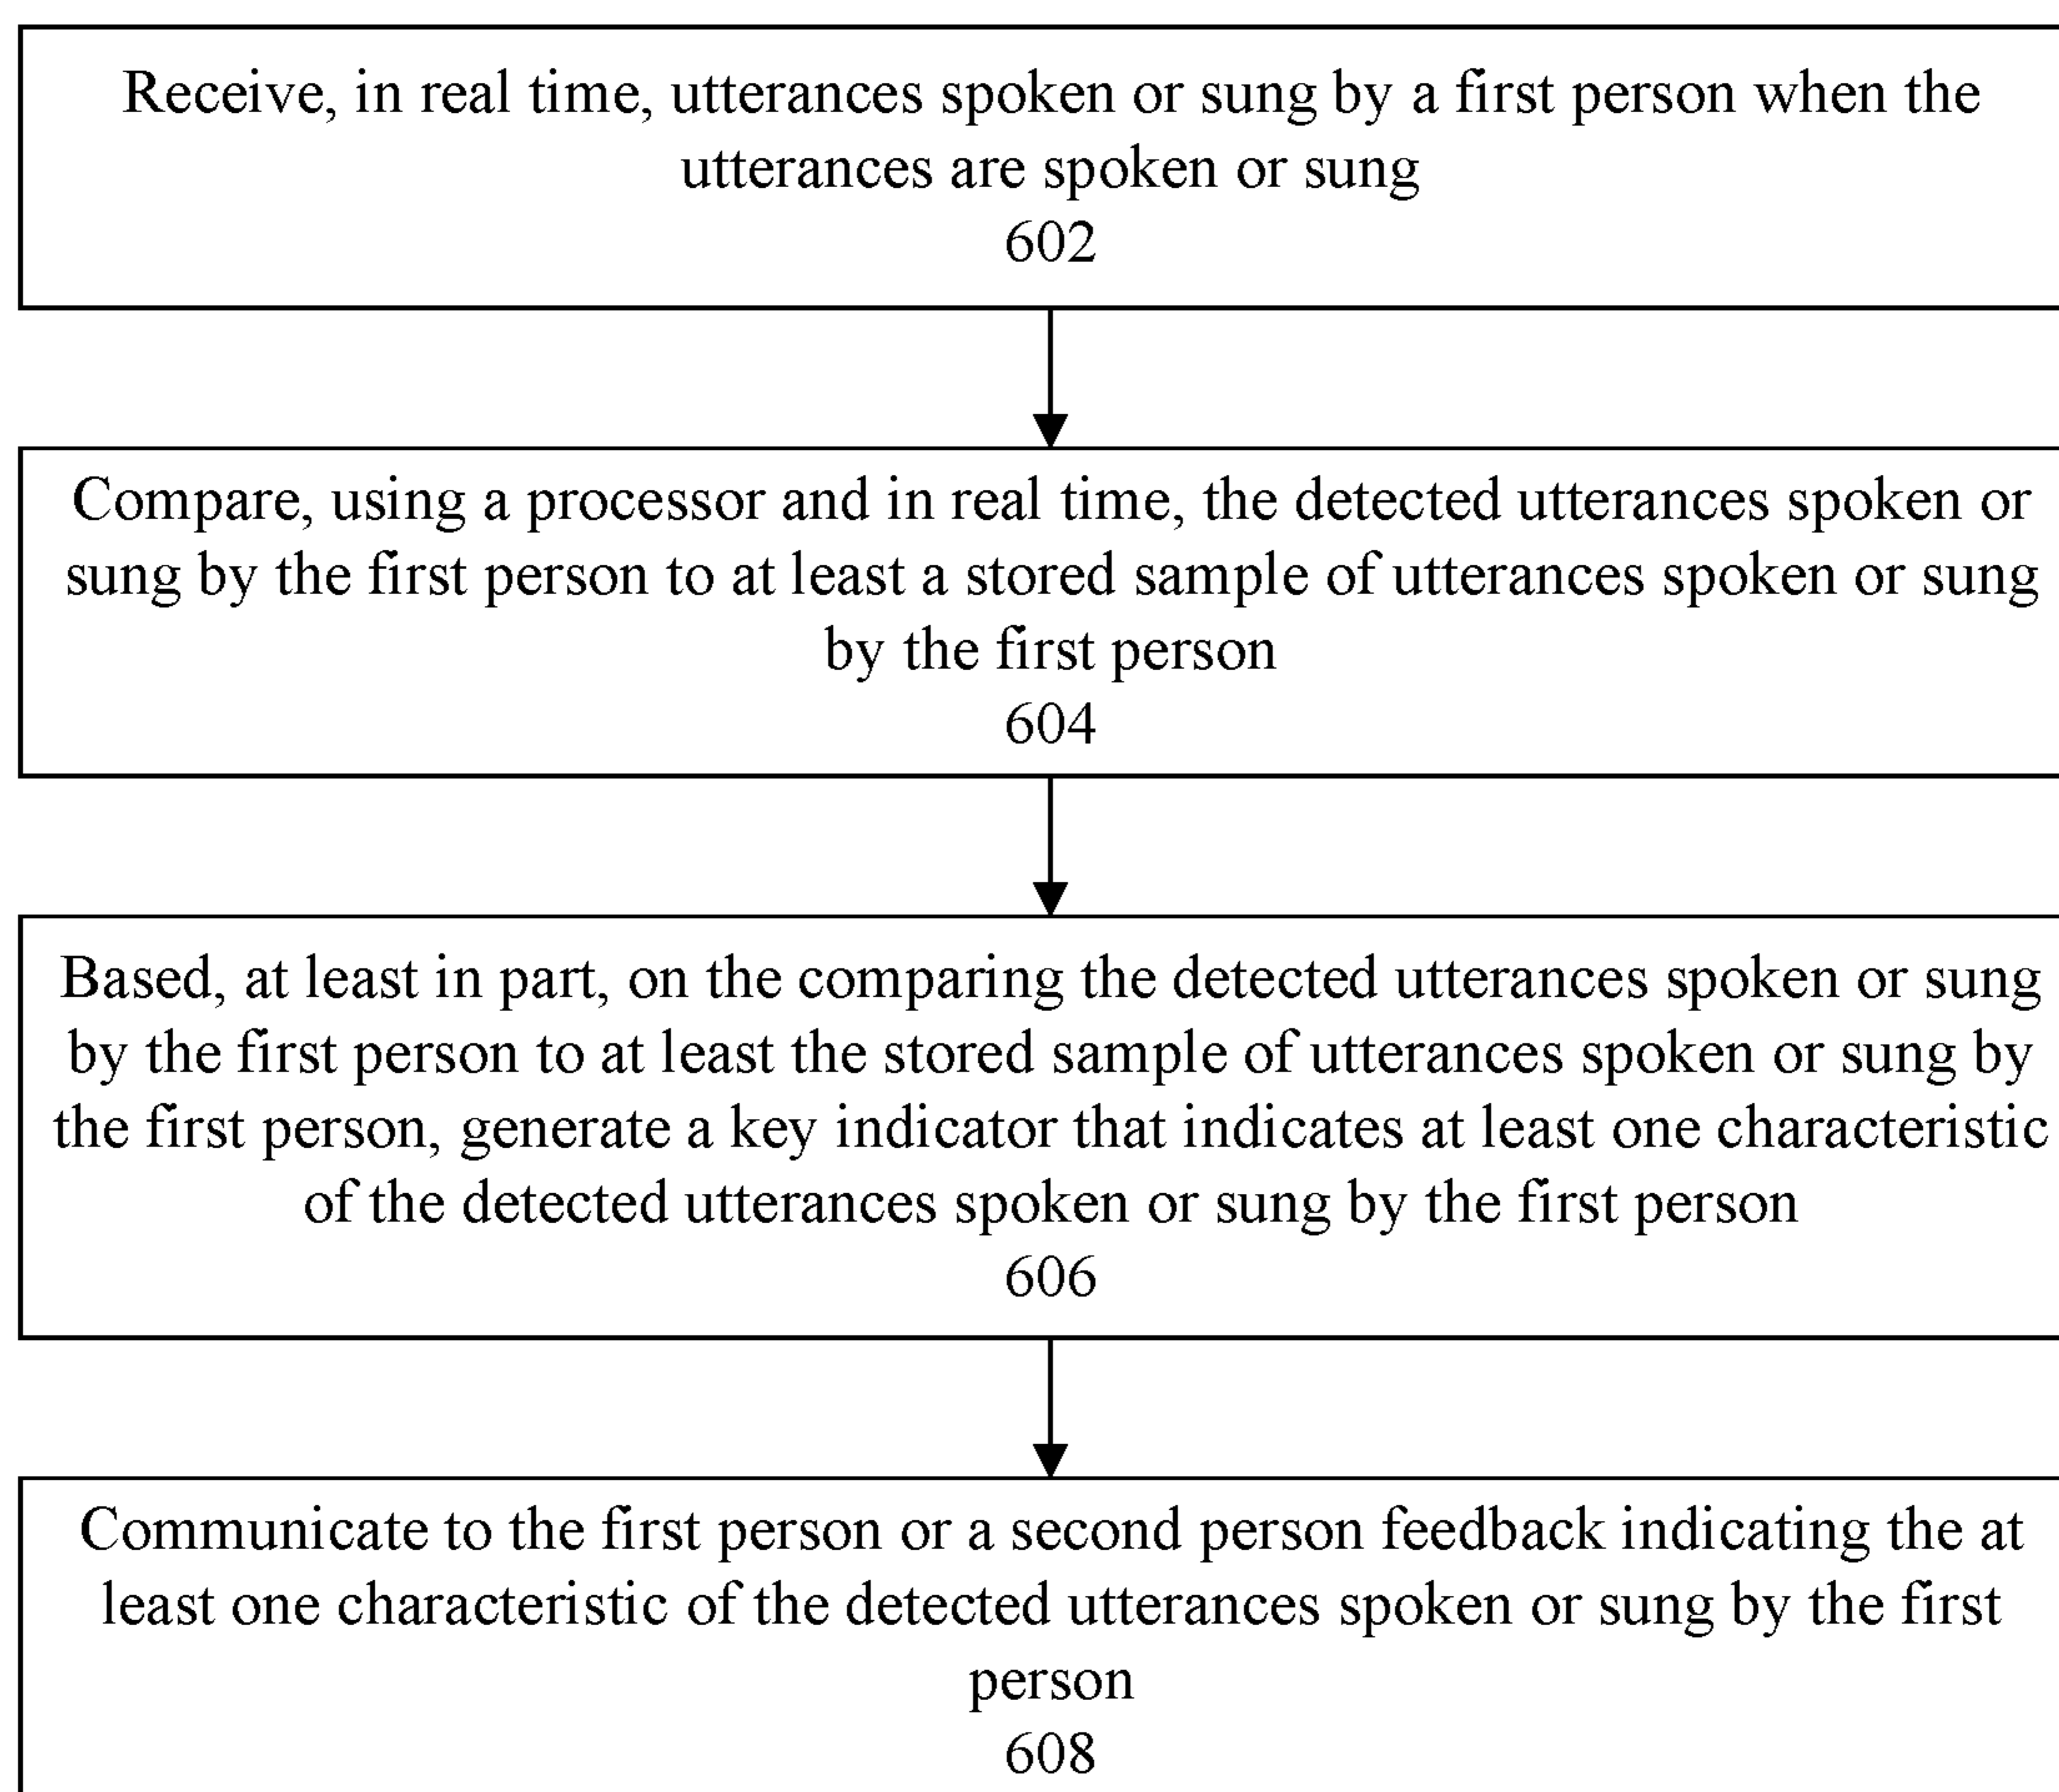 Receive, in real time, utterances spoken or sung by a first person when the
utterances are spoken or sung
602
Compare, using a processor and in real time, the detected utterances spoken or
sung by the first person to at least a stored sample of utterances spoken or sung
by the first person
604
Based, at least in part, on the comparing the detected utterances spoken or sung
by the first person to at least the stored sample of utterances spoken or sung by
the first person, generate a key indicator that indicates at least one characteristic
of the detected utterances spoken or sung by the first person
606
Communicate to the first person or a second person feedback indicating the at
least one characteristic of the detected utterances spoken or sung by the first
person
608